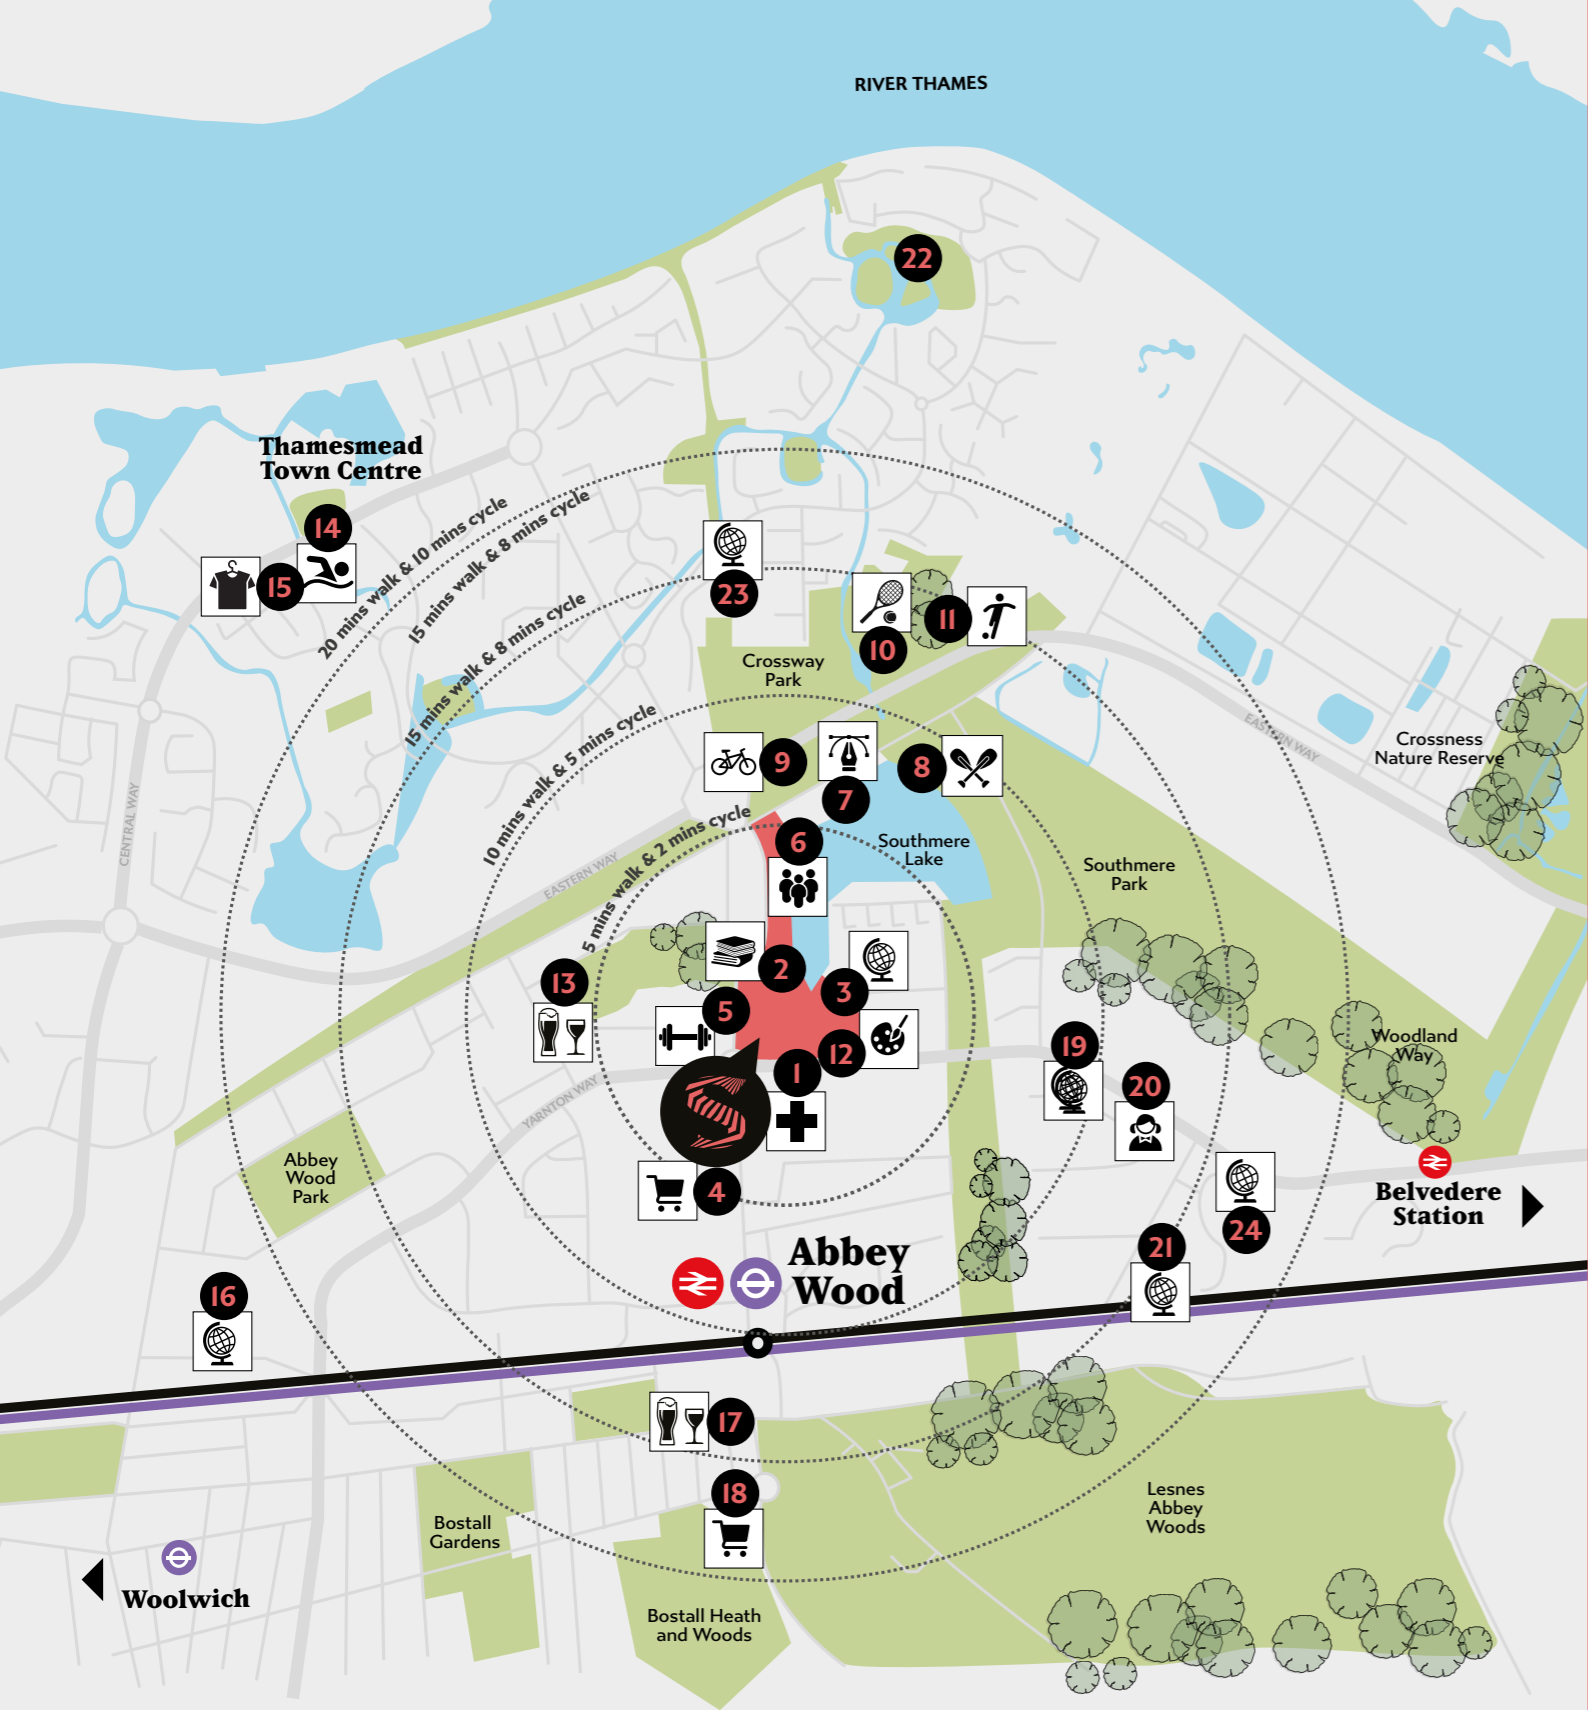 RIVER THAMES
22
Thamesmead
Town Centre
14
15
20 mins walk & 10 mins cycle
15 mins walk & 8 mins cycle
15 mins walk & 8 mins cycle
10 mins walk & 5 mins cycle
5 mins walk & 2 mins cycle
23
10
11
Crossway
Park
9
7
8
6
Southmere
Lake
Southmere
Park
EASTERN WAY
Crossness
Nature Reserve
CENTRAL WAY
EASTERN WAY
13
2
3
5
12
1
19
20
Woodland
Way
YARNTON WAY
4
Abbey
Wood
Park
24
21
Belvedere
Station
Abbey
Wood
16
17
18
Bostall
Gardens
Lesnes
Abbey
Woods
Woolwich
Bostall Heath
and Woods